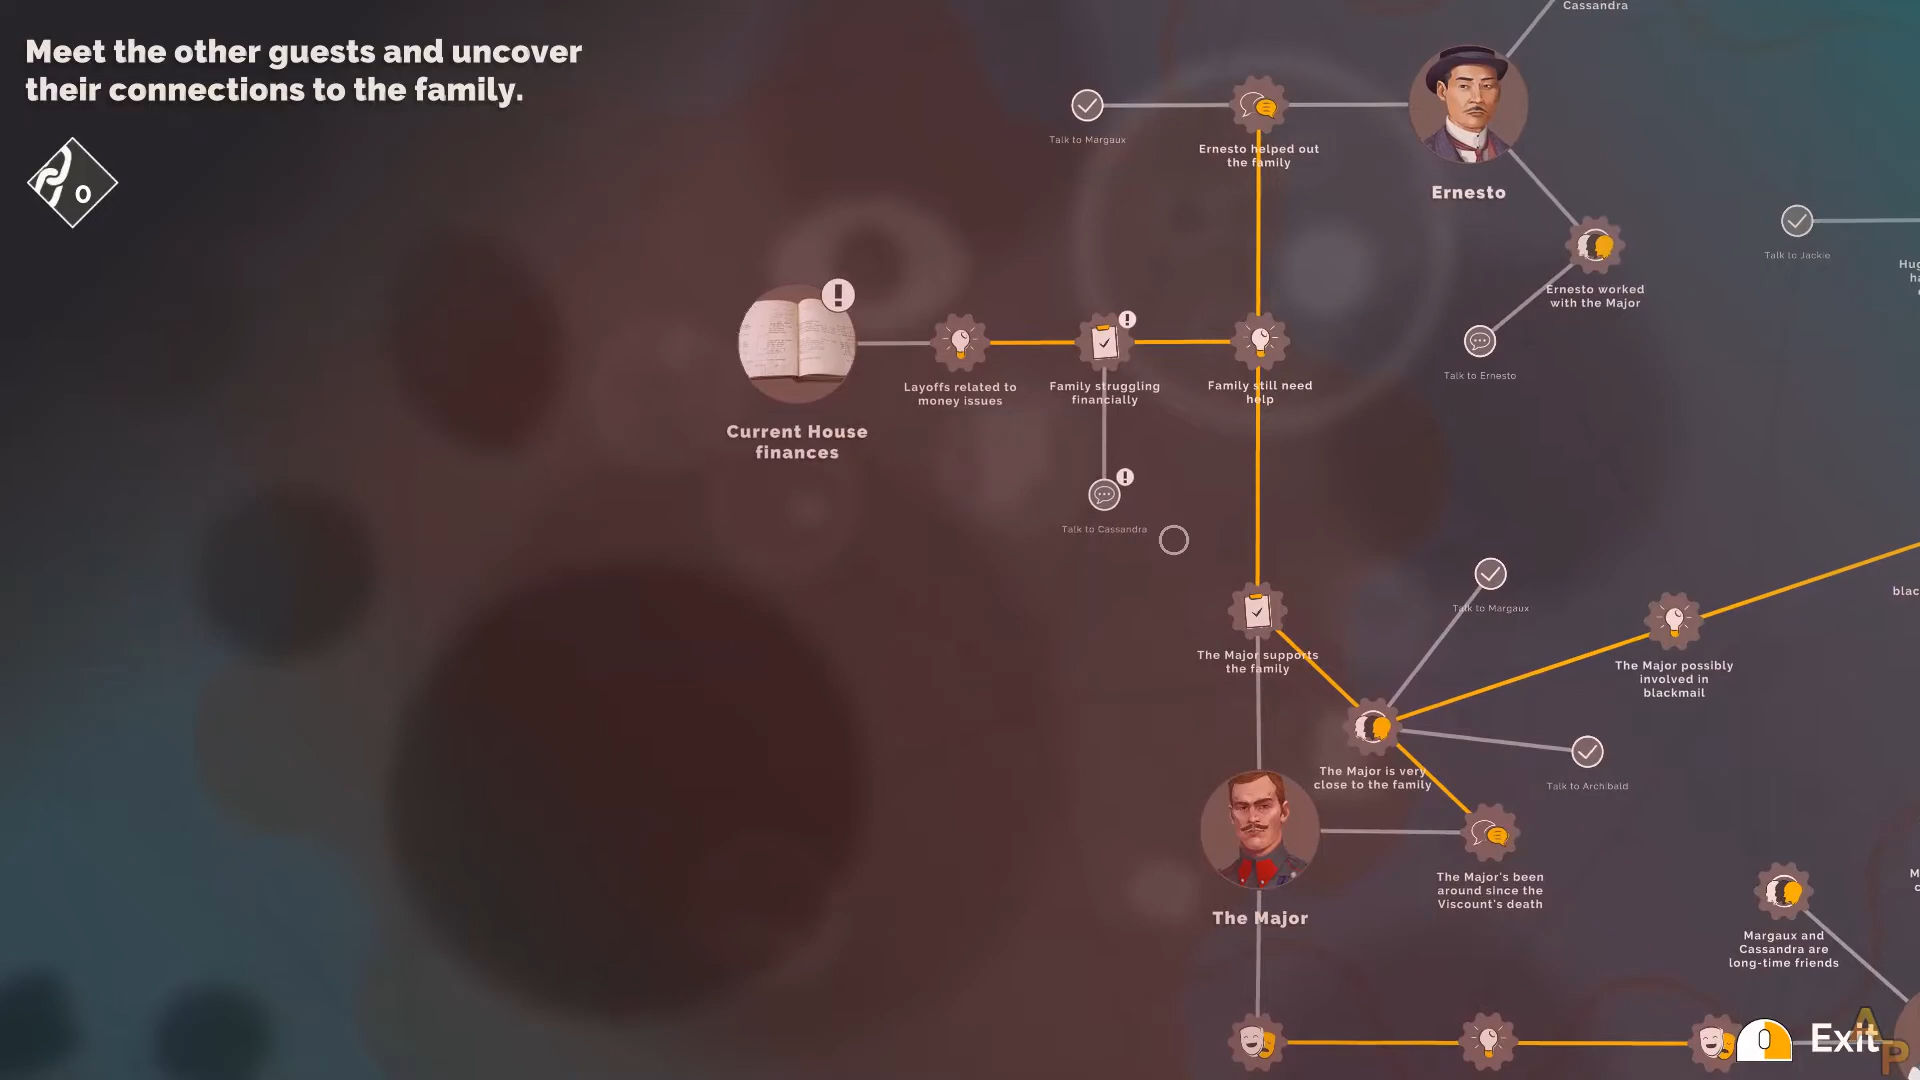 Cassandra
Meet the other guests and uncover
their connections to the family.
0
Talk to Margaux
Ernesto helped out
the family
Ernesto
Talk to Jackie
Ernesto worked
with the Major
Talk to Ernesto
Layoffs related to
money issues
Family struggling
financially
Family still need
help
Current House
finances
Talk to Cassandra
Talk to Margaux
The Major supports
the family
The Major possibly
involved in
blackmail
The Major is very
close to the family
Talk to Archibald
The Major's been
around since the
Viscount's death
The Major
Margaux and
Cassandra are
long-time friends
Exit